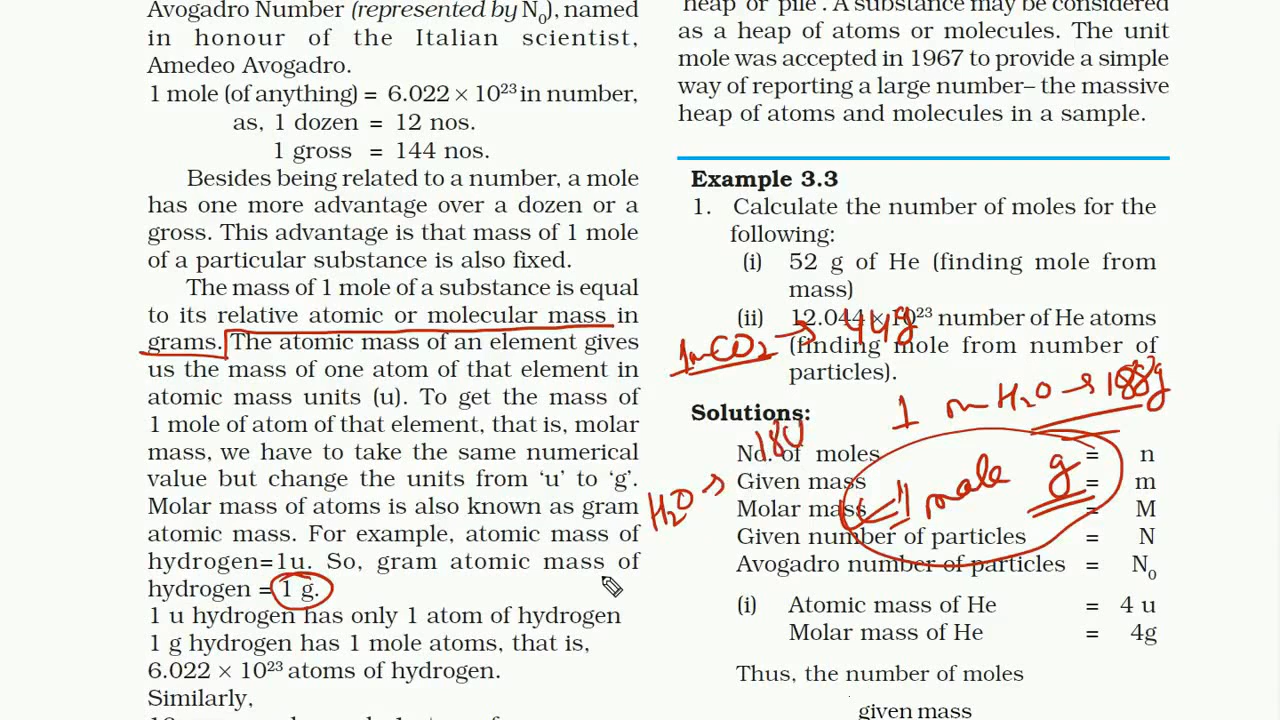 Avogadro Number (represented by N₀), named
in honour of the Italian scientist,
Amedeo Avogadro.
1 mole (of anything) = 6.022 × 10²³ in number,
as, 1 dozen = 12 nos.
1 gross = 144 nos.
Besides being related to a number, a mole
has one more advantage over a dozen or a
gross. This advantage is that mass of 1 mole
of a particular substance is also fixed.
The mass of 1 mole of a substance is equal
to its relative atomic or molecular mass in
grams. The atomic mass of an element gives
us the mass of one atom of that element in
atomic mass units (u). To get the mass of
1 mole of atom of that element, that is, molar
mass, we have to take the same numerical
value but change the units from ‘u’ to ‘g’.
Molar mass of atoms is also known as gram
atomic mass. For example, atomic mass of
hydrogen=1u. So, gram atomic mass of
hydrogen = 1 g.
1 u hydrogen has only 1 atom of hydrogen
1 g hydrogen has 1 mole atoms, that is,
6.022 × 10²³ atoms of hydrogen.
Similarly,
heap or pile’. A substance may be considered
as a heap of atoms or molecules. The unit
mole was accepted in 1967 to provide a simple
way of reporting a large number– the massive
heap of atoms and molecules in a sample.
Example 3.3
1. Calculate the number of moles for the
following:
(i) 52 g of He (finding mole from
mass)
(ii) 12.044 × 10²³ number of He atoms
(finding mole from number of
particles).
1m CO₂ → 44g
1 m H₂O → 18g
Solutions:
No. of moles = n
Given mass = m
Molar mass = M
Given number of particles = N
Avogadro number of particles = N₀
H₂O → 18U
1 mole g
(i) Atomic mass of He = 4 u
Molar mass of He = 4g
Thus, the number of moles
given mass